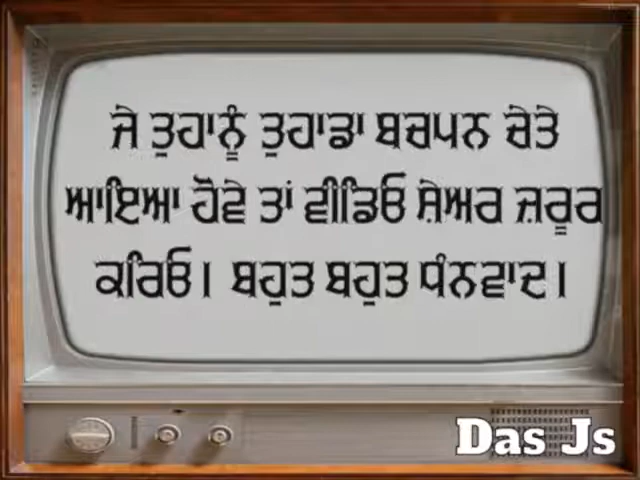 ਜੇ ਤੁਹਾਨੂੰ ਤੁਹਾਡਾ ਬਚਪਨ ਚੇਤੇ
ਆਇਆ ਹੋਵੇ ਤਾਂ ਵੀਡਿਓ ਸ਼ੇਅਰ ਜ਼ਰੂਰ
ਕਰਿਓ। ਬਹੁਤ ਬਹੁਤ ਧੰਨਵਾਦ।
Das Js